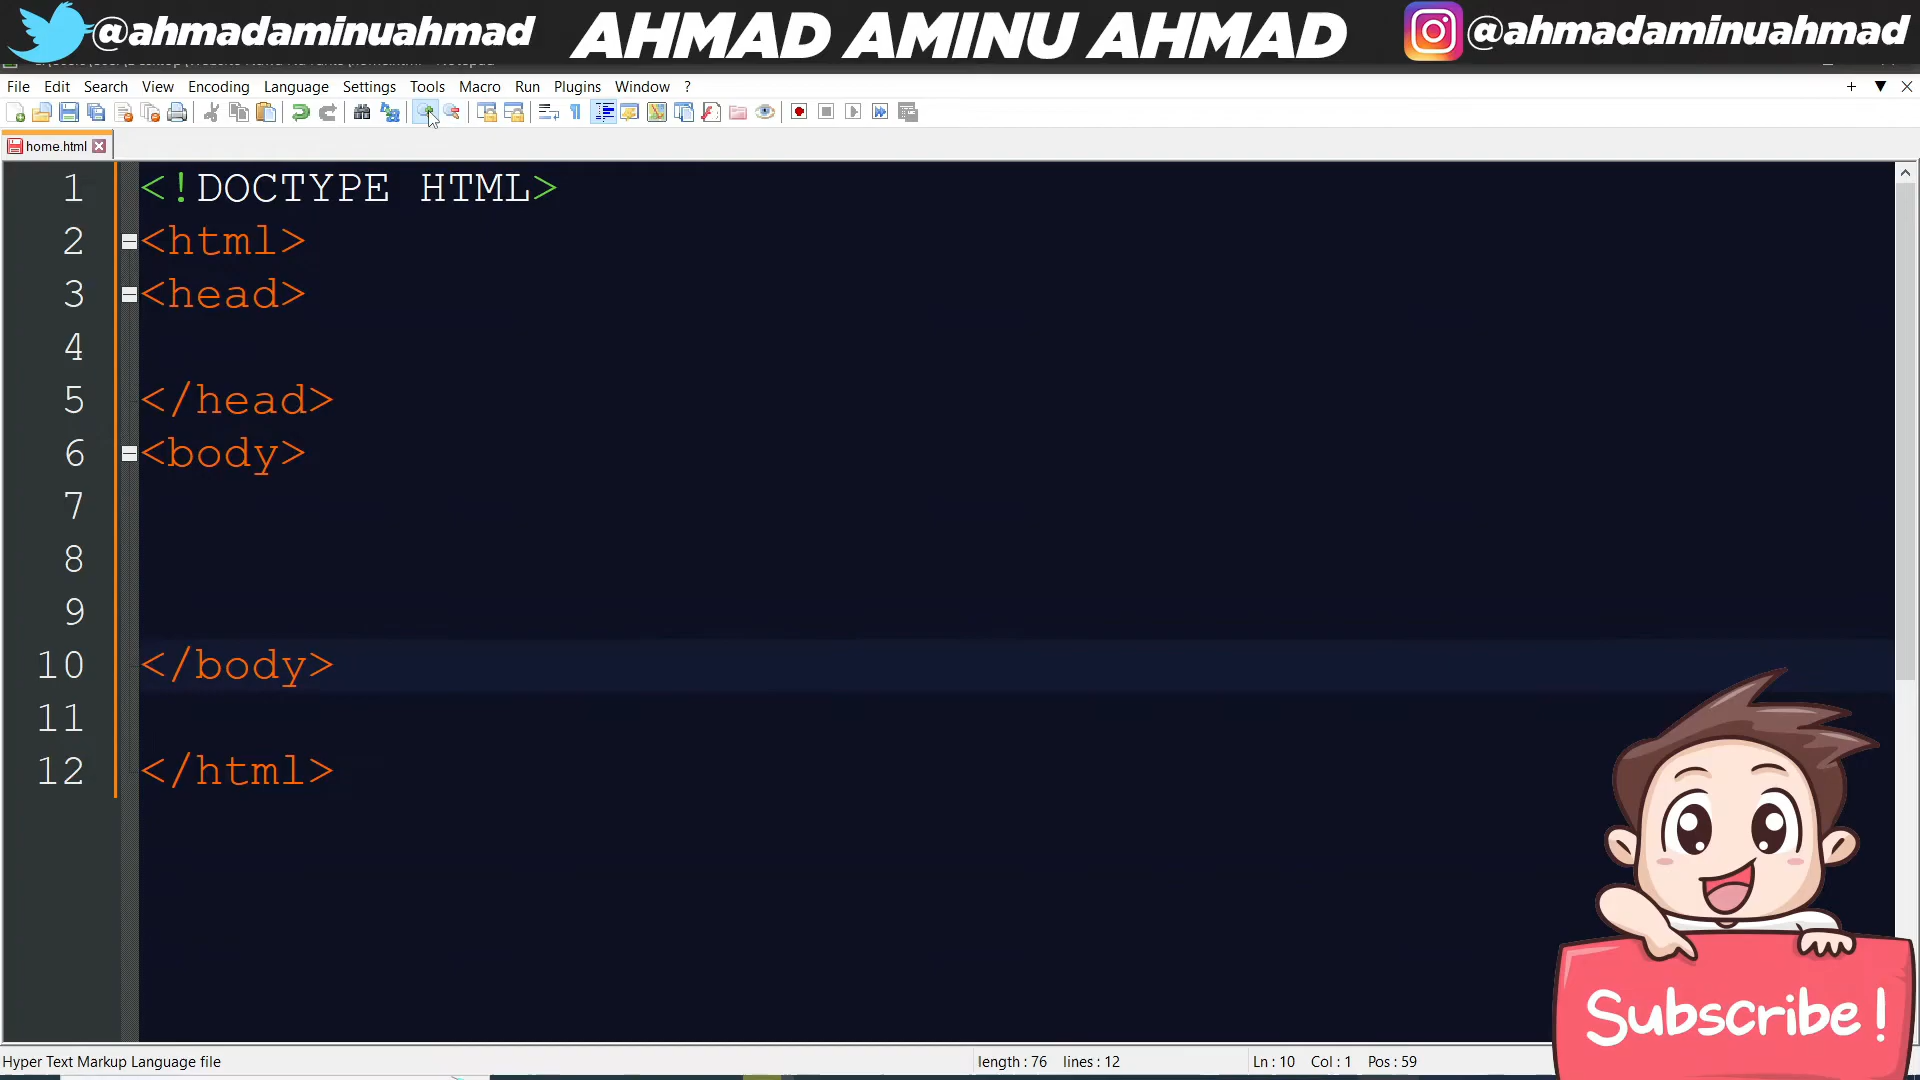 @ahmadaminuahmad AHMAD AMINU AHMAD @ahmadaminuahmad
File Edit Search View Encoding Language Settings Tools Macro Run Plugins Window ? + ▼ X
home.html
1 <!DOCTYPE HTML>
2 <html>
3 <head>
4
5 </head>
6 <body>
7
8
9
10 </body>
11
12 </html>
Subscribe!
Hyper Text Markup Language file length : 76 lines : 12 Ln : 10 Col : 1 Pos : 59